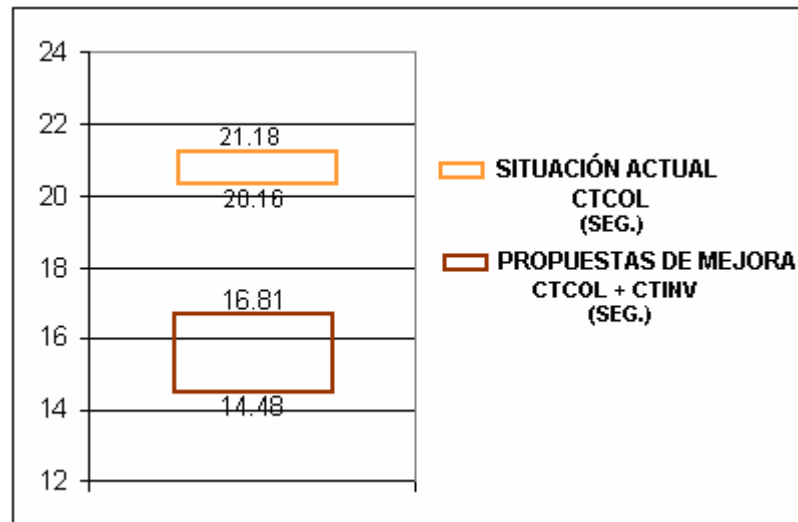 24
22
20
18
16
14
12
21.18
20.16
16.81
14.48
SITUACIÓN ACTUAL
CTCOL
(SEG.)
PROPUESTAS DE MEJORA
CTCOL + CTINV
(SEG.)